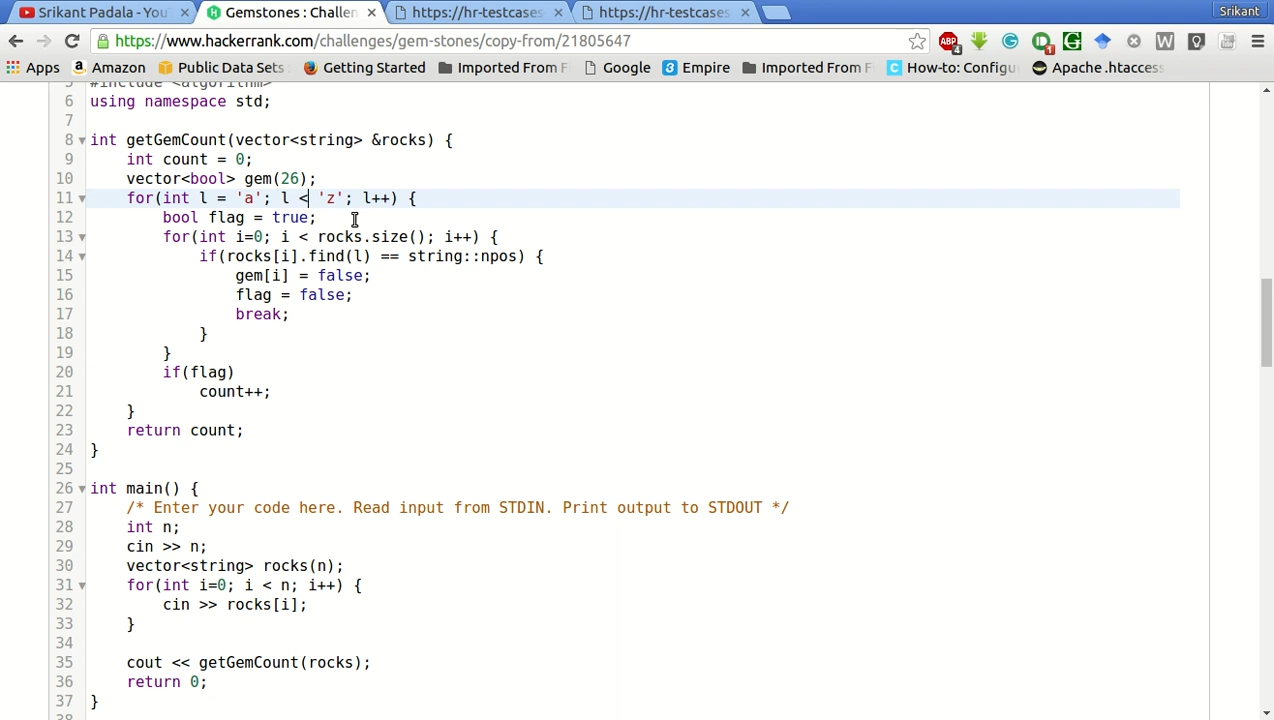 Srikant Padala - You
Gemstones : Challen
https://hr-testcases
https://hr-testcases
Srikant
https://www.hackerrank.com/challenges/gem-stones/copy-from/21805647
Apps Amazon Public Data Sets Getting Started Imported From F Google Empire Imported From F How-to: Configu Apache .htaccess
5 #include <algorithm>
6 using namespace std;
7
8 int getGemCount(vector<string> &rocks) {
9 int count = 0;
10 vector<bool> gem(26);
11 for(int l = 'a'; l < 'z'; l++) {
12 bool flag = true;
13 for(int i=0; i < rocks.size(); i++) {
14 if(rocks[i].find(l) == string::npos) {
15 gem[i] = false;
16 flag = false;
17 break;
18 }
19 }
20 if(flag)
21 count++;
22 }
23 return count;
24 }
25
26 int main() {
27 /* Enter your code here. Read input from STDIN. Print output to STDOUT */
28 int n;
29 cin >> n;
30 vector<string> rocks(n);
31 for(int i=0; i < n; i++) {
32 cin >> rocks[i];
33 }
34
35 cout << getGemCount(rocks);
36 return 0;
37 }
38